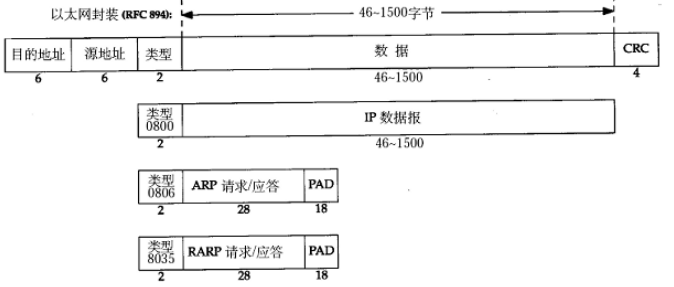 以太网封装 (RFC 894):
46~1500字节
目的地址 源地址 类型 数 据 CRC
6 6 2 46~1500 4
类型 0800 IP 数据报
2 46~1500
类型 0806 ARP 请求/应答 PAD
2 28 18
类型 8035 RARP 请求/应答 PAD
2 28 18